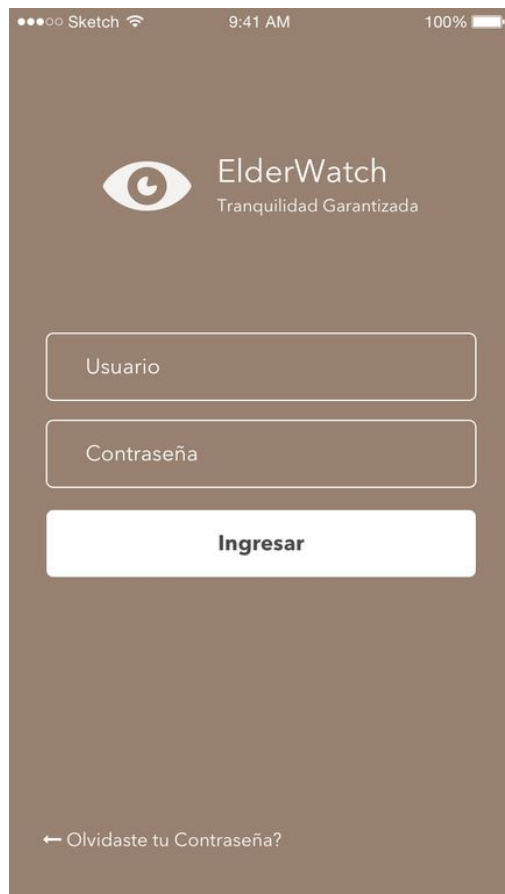 ●●●○○ Sketch 9:41 AM 100%
ElderWatch
Tranquilidad Garantizada
Usuario
Contraseña
Ingresar
← Olvidaste tu Contraseña?